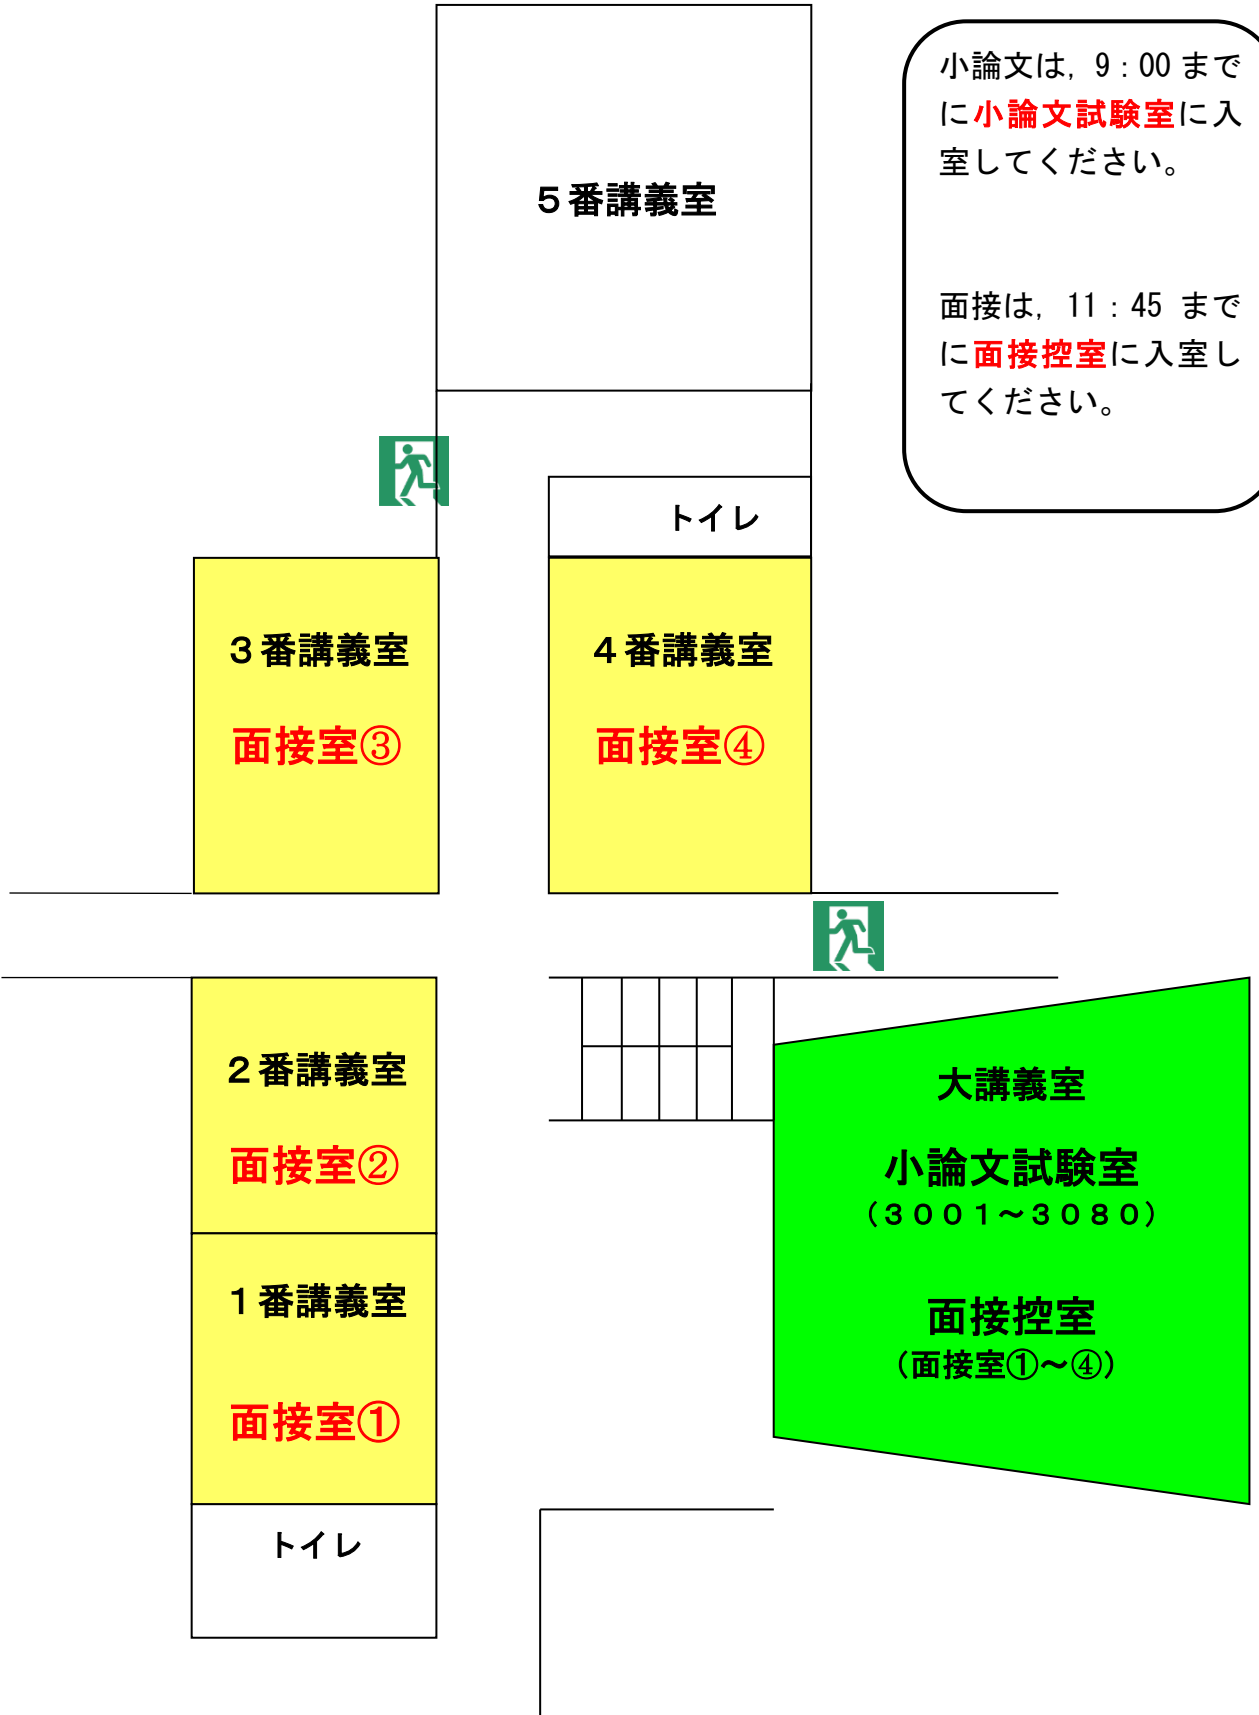 小論文は，9：00 まで
に小論文試験室に入
室してください。
面接は，11：45 まで
に面接控室に入室し
てください。
５番講義室
トイレ
３番講義室
面接室③
４番講義室
面接室④
２番講義室
面接室②
１番講義室
面接室①
トイレ
大講義室
小論文試験室
（３００１～３０８０）
面接控室
（面接室①～④）